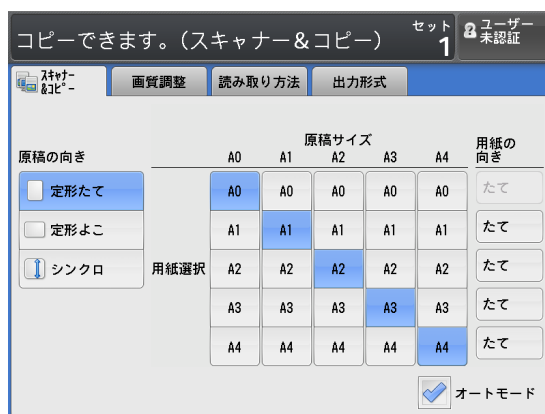 コピーできます。(スキャナー&コピー)
セット
1
ユーザー
未認証
スキャナー
&コピー
画質調整
読み取り方法
出力形式
原稿サイズ
原稿の向き
A0 A1 A2 A3 A4
用紙の
向き
定形たて
A0 A0 A0 A0 A0
たて
定形よこ
A1 A1 A1 A1 A1
たて
シンクロ
用紙選択
A2 A2 A2 A2 A2
たて
A3 A3 A3 A3 A3
たて
A4 A4 A4 A4 A4
たて
オートモード